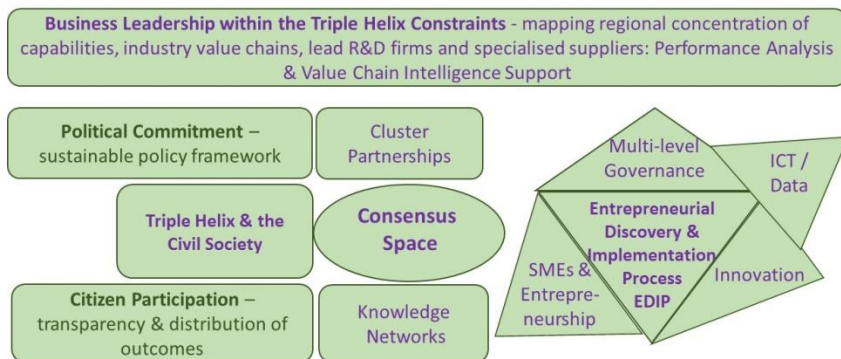 Business Leadership within the Triple Helix Constraints - mapping regional concentration of
capabilities, industry value chains, lead R&D firms and specialised suppliers: Performance Analysis
& Value Chain Intelligence Support
Political Commitment –
sustainable policy framework
Cluster
Partnerships
Triple Helix & the
Civil Society
Consensus
Space
Citizen Participation –
transparency & distribution of
outcomes
Knowledge
Networks
Multi-level
Governance
ICT /
Data
Entrepreneurial
Discovery &
Implementation
Process
EDIP
SMEs &
Entrepre-
neurship
Innovation